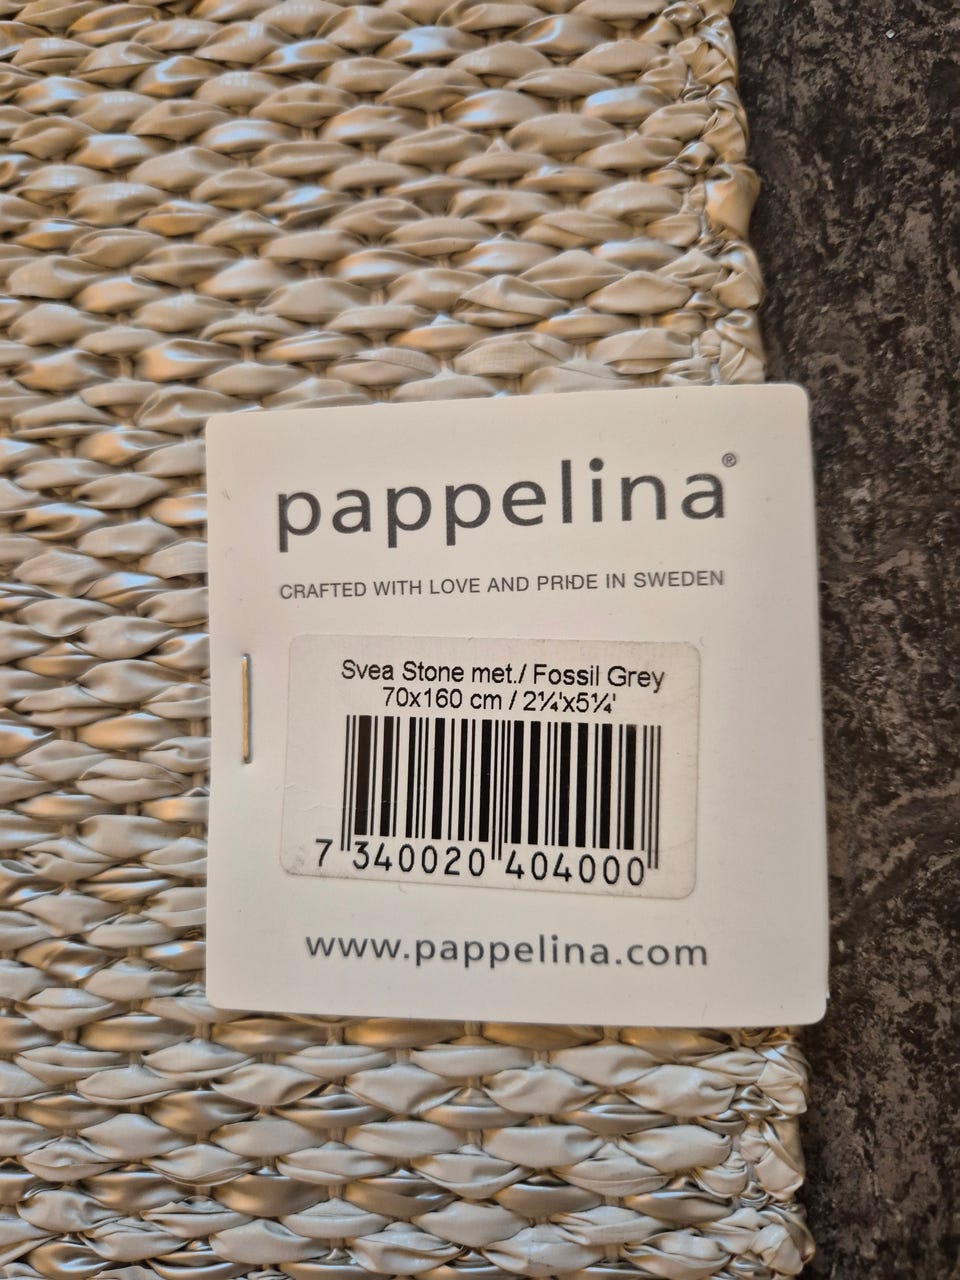 pappelina®
CRAFTED WITH LOVE AND PRIDE IN SWEDEN
Svea Stone met./ Fossil Grey
70x160 cm / 2¼'x5¼'
7 340020 404000
www.pappelina.com